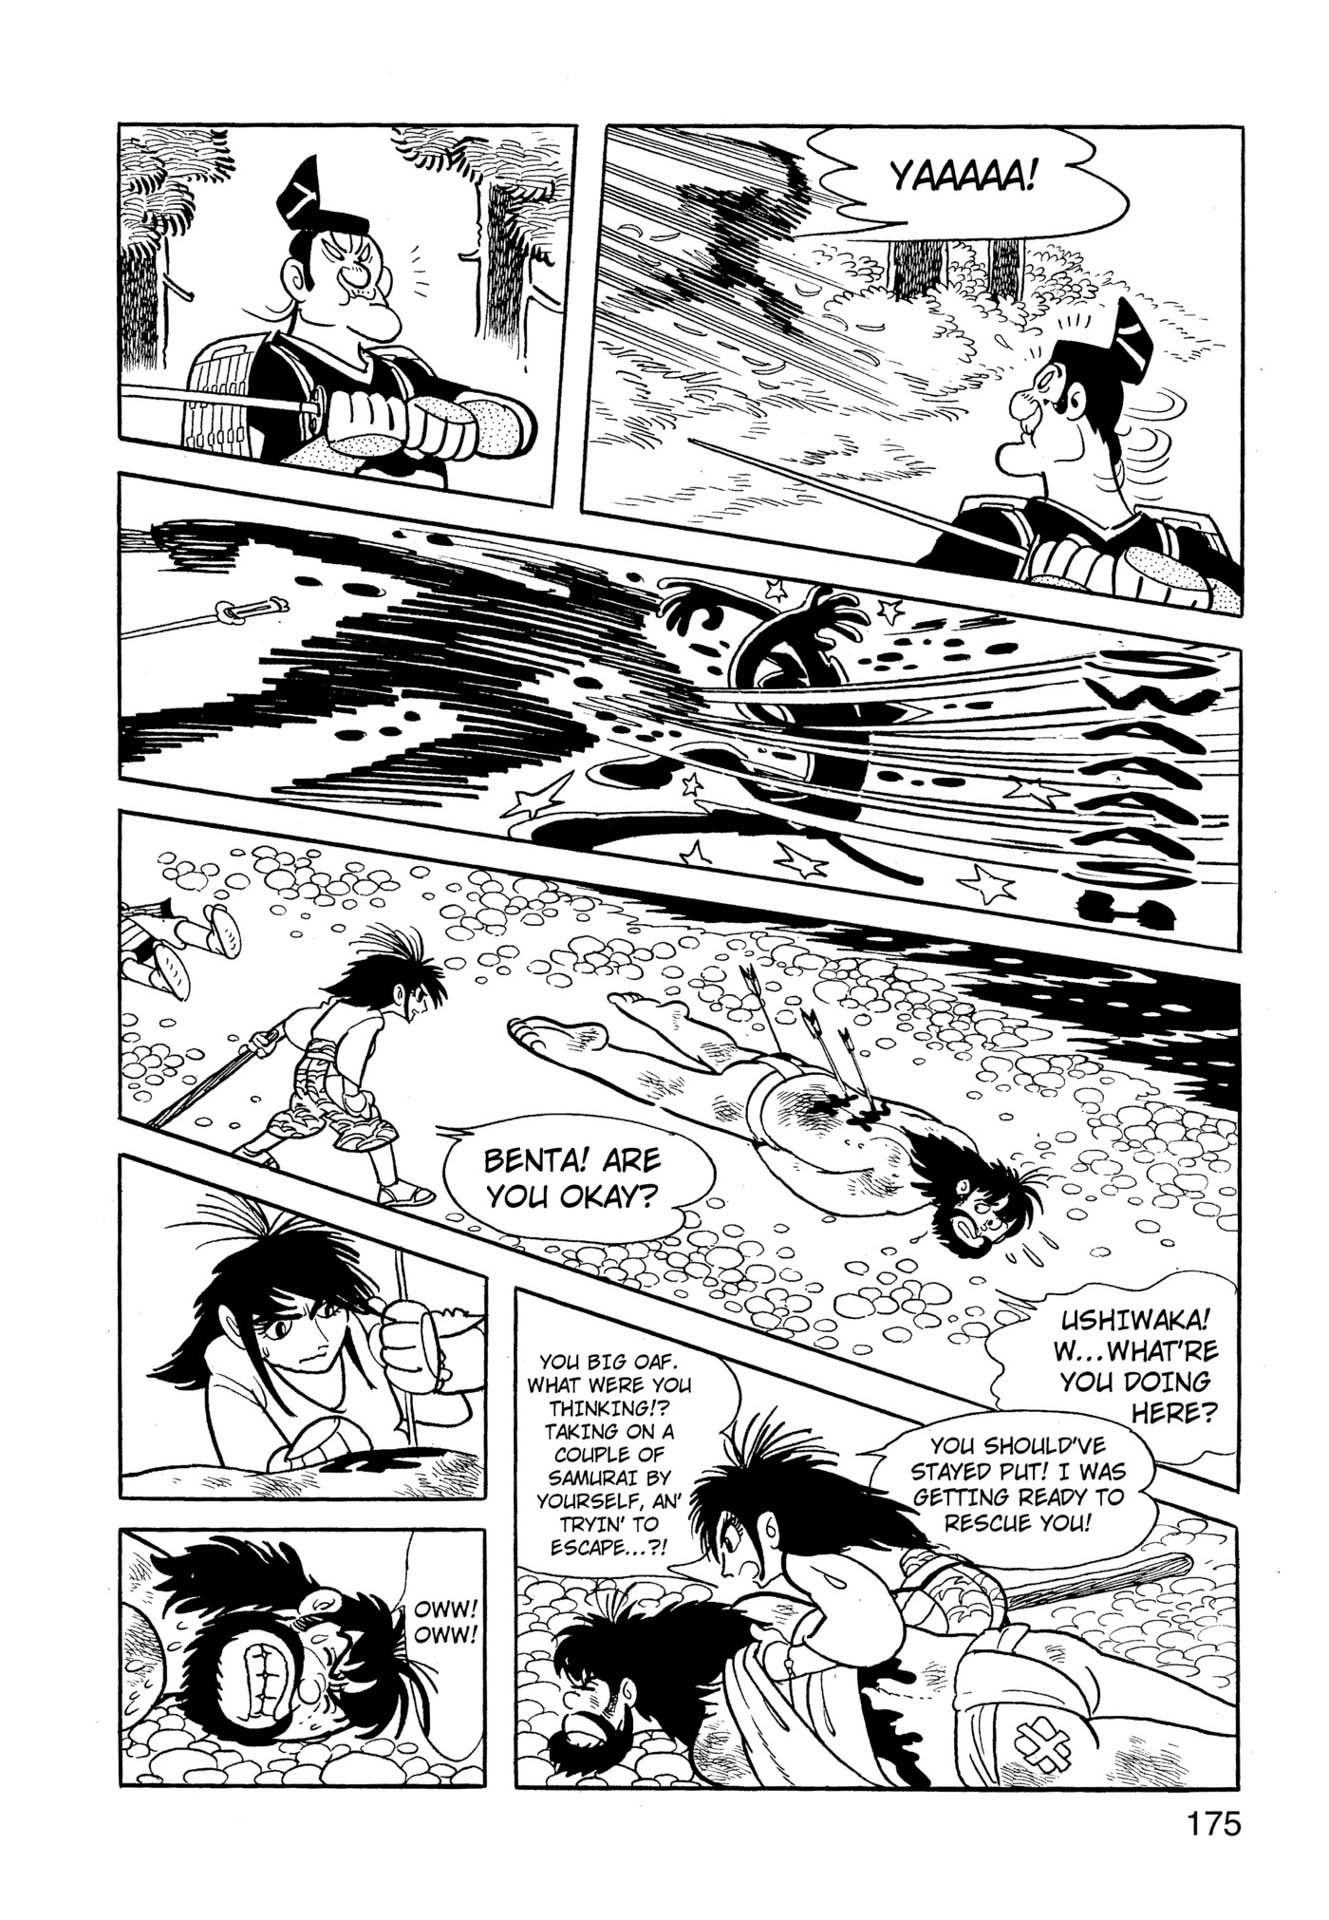 YAAAAA!
SWAAASH
BENTA! ARE
YOU OKAY?
USHIWAKA!
W...WHAT'RE
YOU DOING
HERE?
YOU BIG OAF.
WHAT WERE YOU
THINKING!?
TAKING ON A
COUPLE OF
SAMURAI BY
YOURSELF, AN'
TRYIN' TO
ESCAPE...?!
YOU SHOULD'VE
STAYED PUT! I WAS
GETTING READY TO
RESCUE YOU!
OWW!
OWW!
175